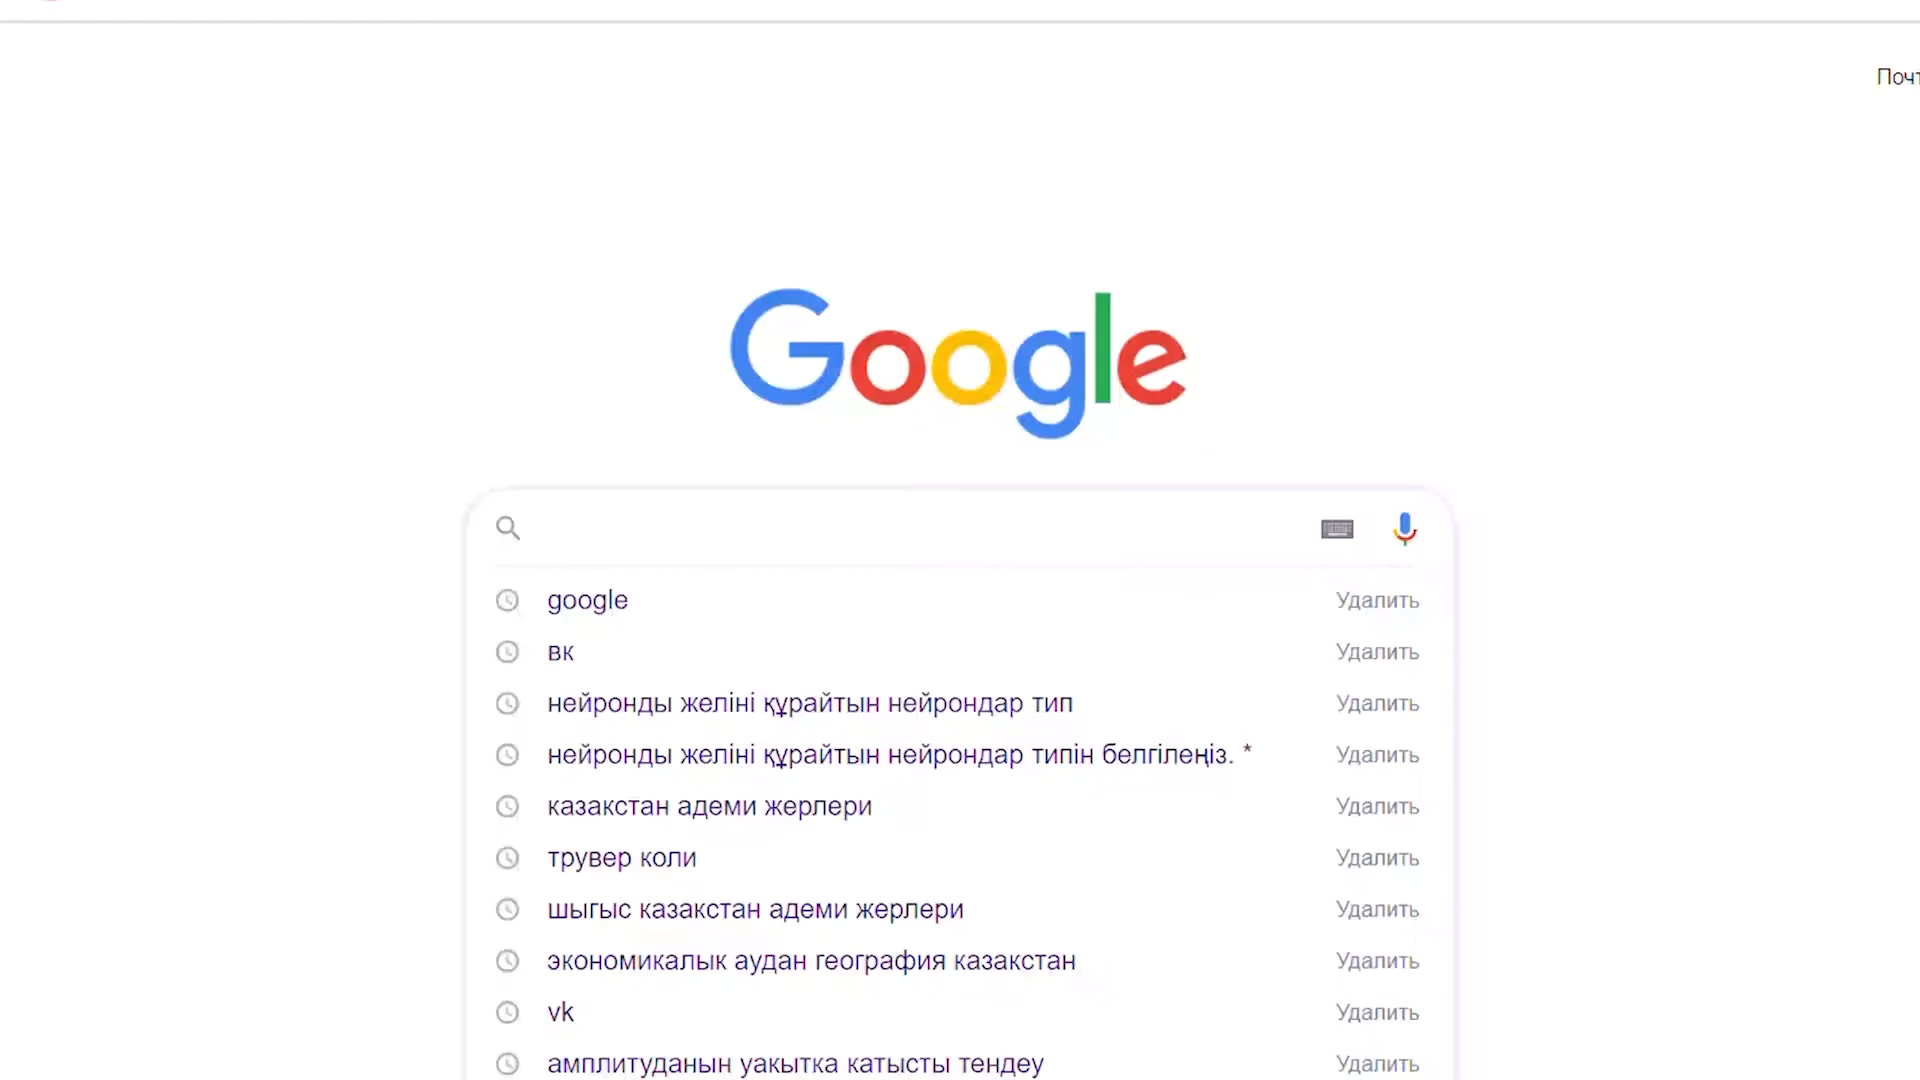 Google
google Удалить
вк Удалить
нейронды желіні құрайтын нейрондар тип Удалить
нейронды желіні құрайтын нейрондар типін белгілеңіз. * Удалить
казакстан адеми жерлери Удалить
трувер коли Удалить
шыгыс казакстан адеми жерлери Удалить
экономикалык аудан география казакстан Удалить
vk Удалить
амплитуданын уакытка катысты тендеу Удалить